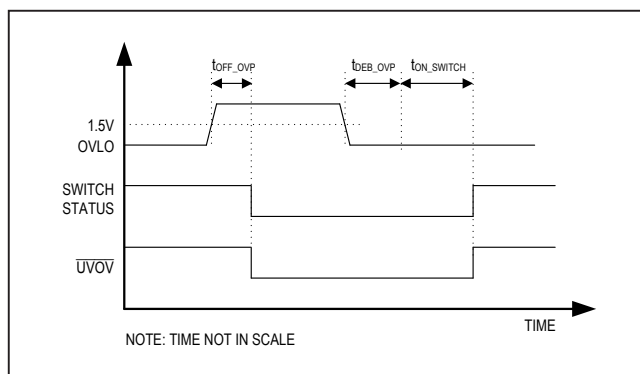 tOFF_OVP
tDEB_OVP
tON_SWITCH
1.5V
OVLO
SWITCH
STATUS
UVOV
TIME
NOTE: TIME NOT IN SCALE